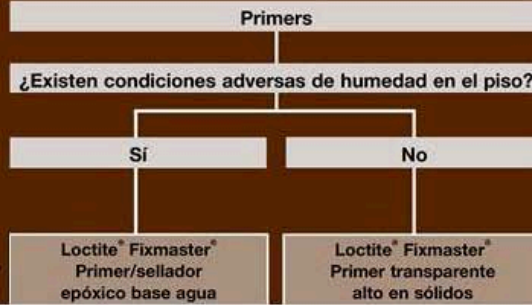 Primers
¿Existen condiciones adversas de humedad en el piso?
Sí
No
Loctite® Fixmaster®
Primer/sellador
epóxico base agua
Loctite® Fixmaster®
Primer transparente
alto en sólidos